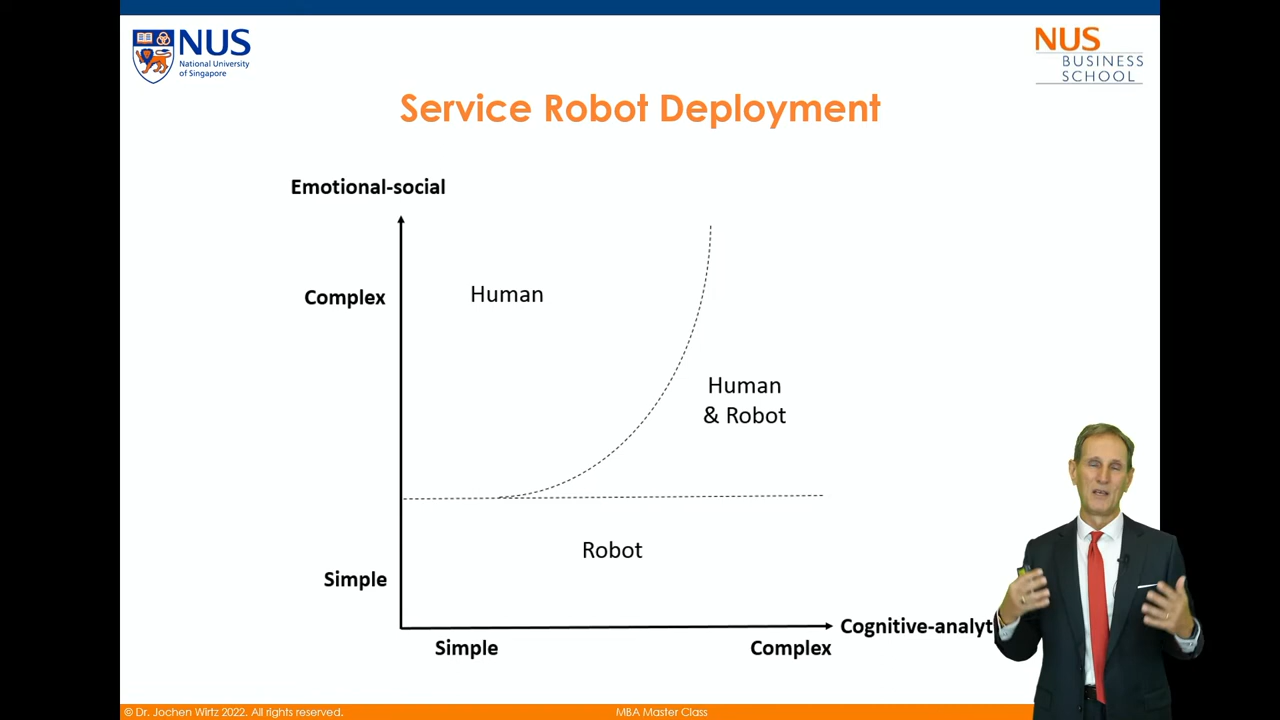 NUS
National University
of Singapore
NUS
BUSINESS
SCHOOL
Service Robot Deployment
Emotional-social
Complex
Human
Human
& Robot
Robot
Simple
Cognitive-analyt
Simple
Complex
© Dr. Jochen Wirtz 2022. All rights reserved.
MBA Master Class